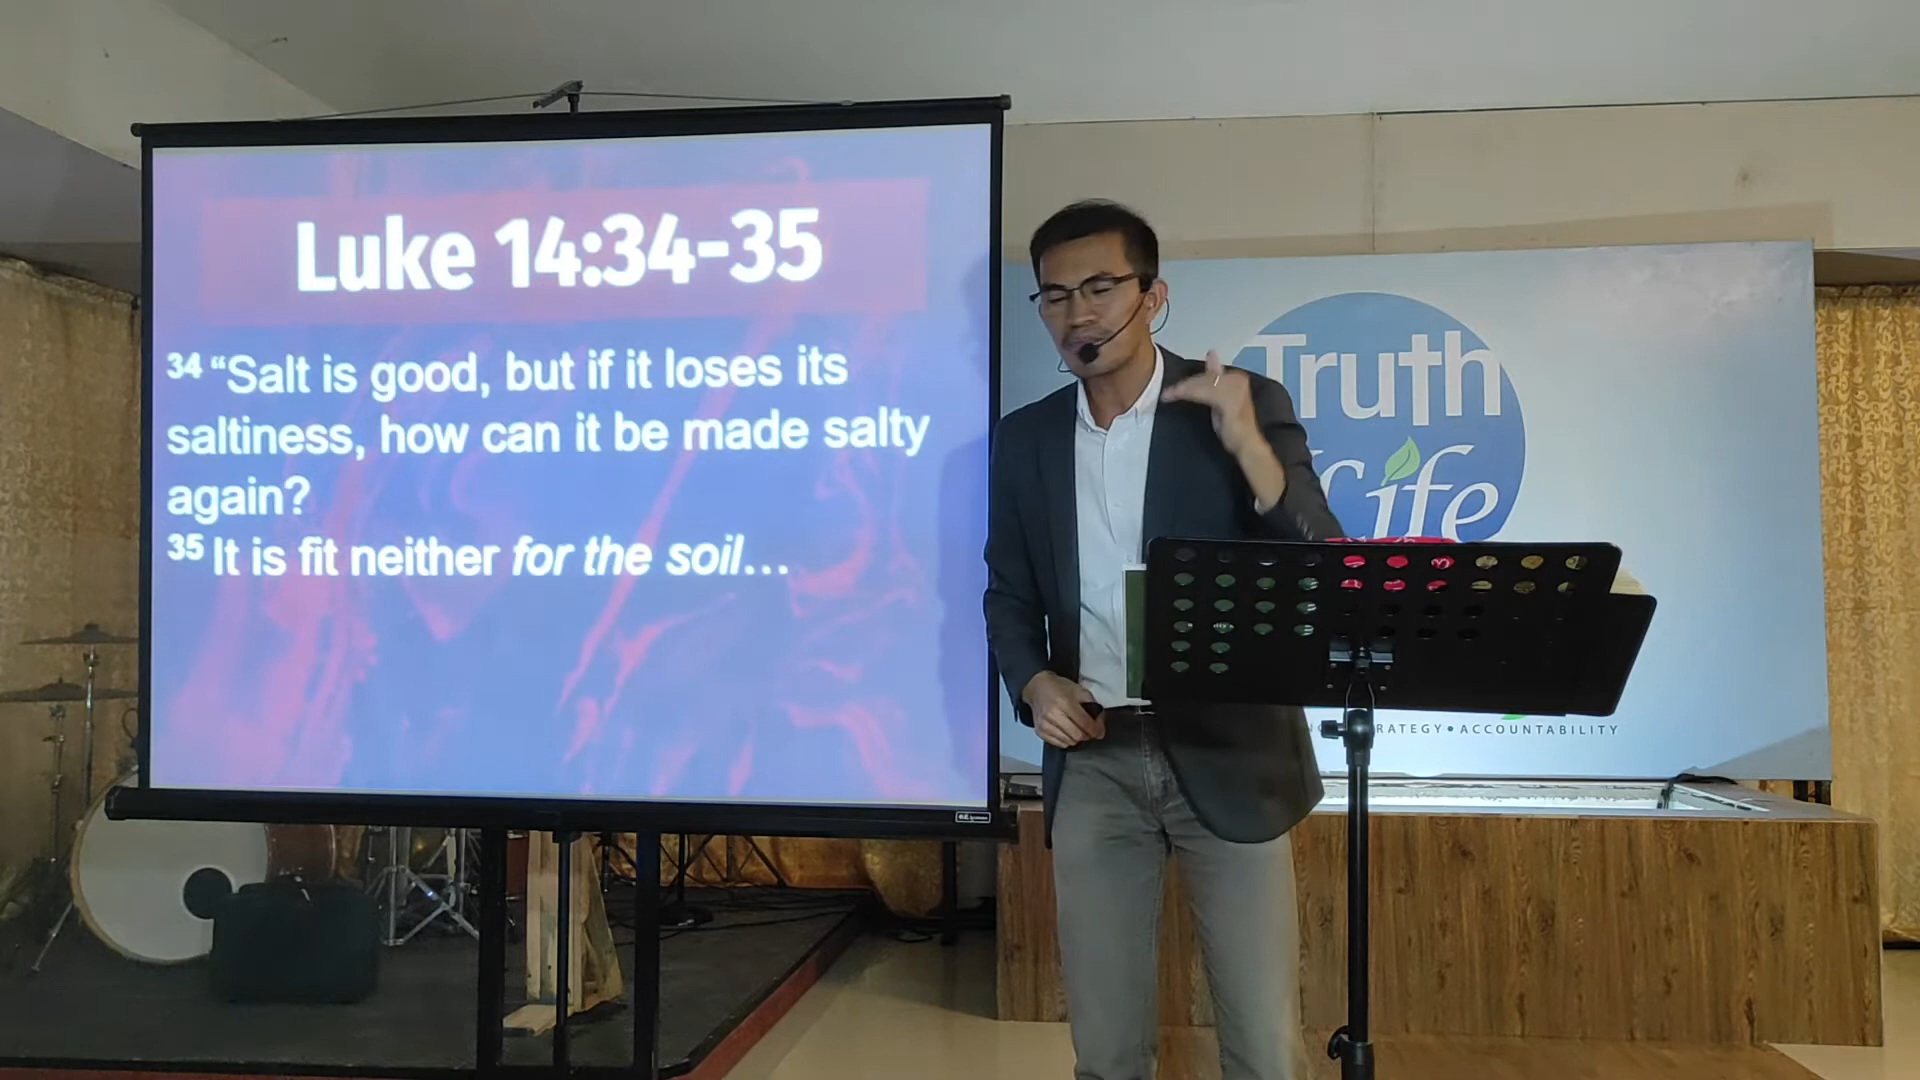 Luke 14:34-35
34 “Salt is good, but if it loses its
saltiness, how can it be made salty
again?
35 It is fit neither for the soil...
Truth
Life
RATEGY • ACCOUNTABILITY